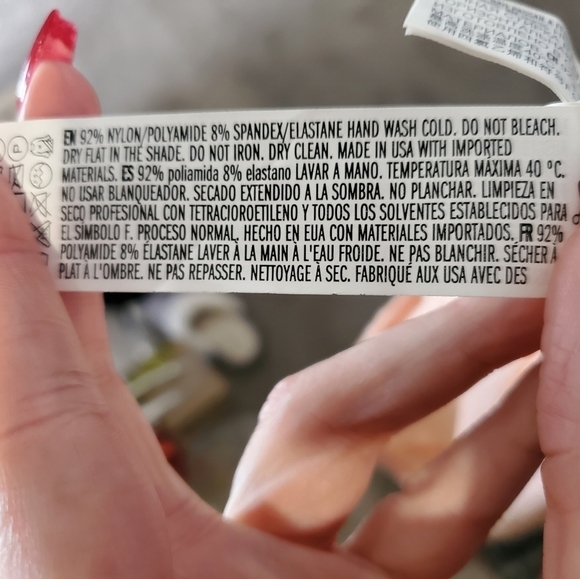 EN 92% NYLON/POLYAMIDE 8% SPANDEX/ELASTANE HAND WASH COLD. DO NOT BLEACH.
DRY FLAT IN THE SHADE. DO NOT IRON. DRY CLEAN. MADE IN USA WITH IMPORTED
MATERIALS. ES 92% poliamida 8% elastano LAVAR A MANO. TEMPERATURA MÁXIMA 40 °C.
NO USAR BLANQUEADOR. SECADO EXTENDIDO A LA SOMBRA. NO PLANCHAR. LIMPIEZA EN
SECO PROFESIONAL CON TETRACIOROETILENO Y TODOS LOS SOLVENTES ESTABLECIDOS PARA
EL SÍMBOLO F. PROCESO NORMAL. HECHO EN EUA CON MATERIALES IMPORTADOS. FR 92%
POLYAMIDE 8% ÉLASTANE LAVER À LA MAIN À L'EAU FROIDE. NE PAS BLANCHIR. SÉCHER À
PLAT À L'OMBRE. NE PAS REPASSER. NETTOYAGE À SEC. FABRIQUÉ AUX USA AVEC DES